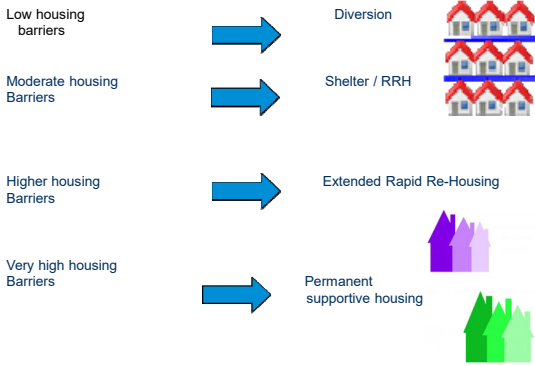 Low housing
barriers
Diversion
Moderate housing
Barriers
Shelter / RRH
Higher housing
Barriers
Extended Rapid Re-Housing
Very high housing
Barriers
Permanent
supportive housing